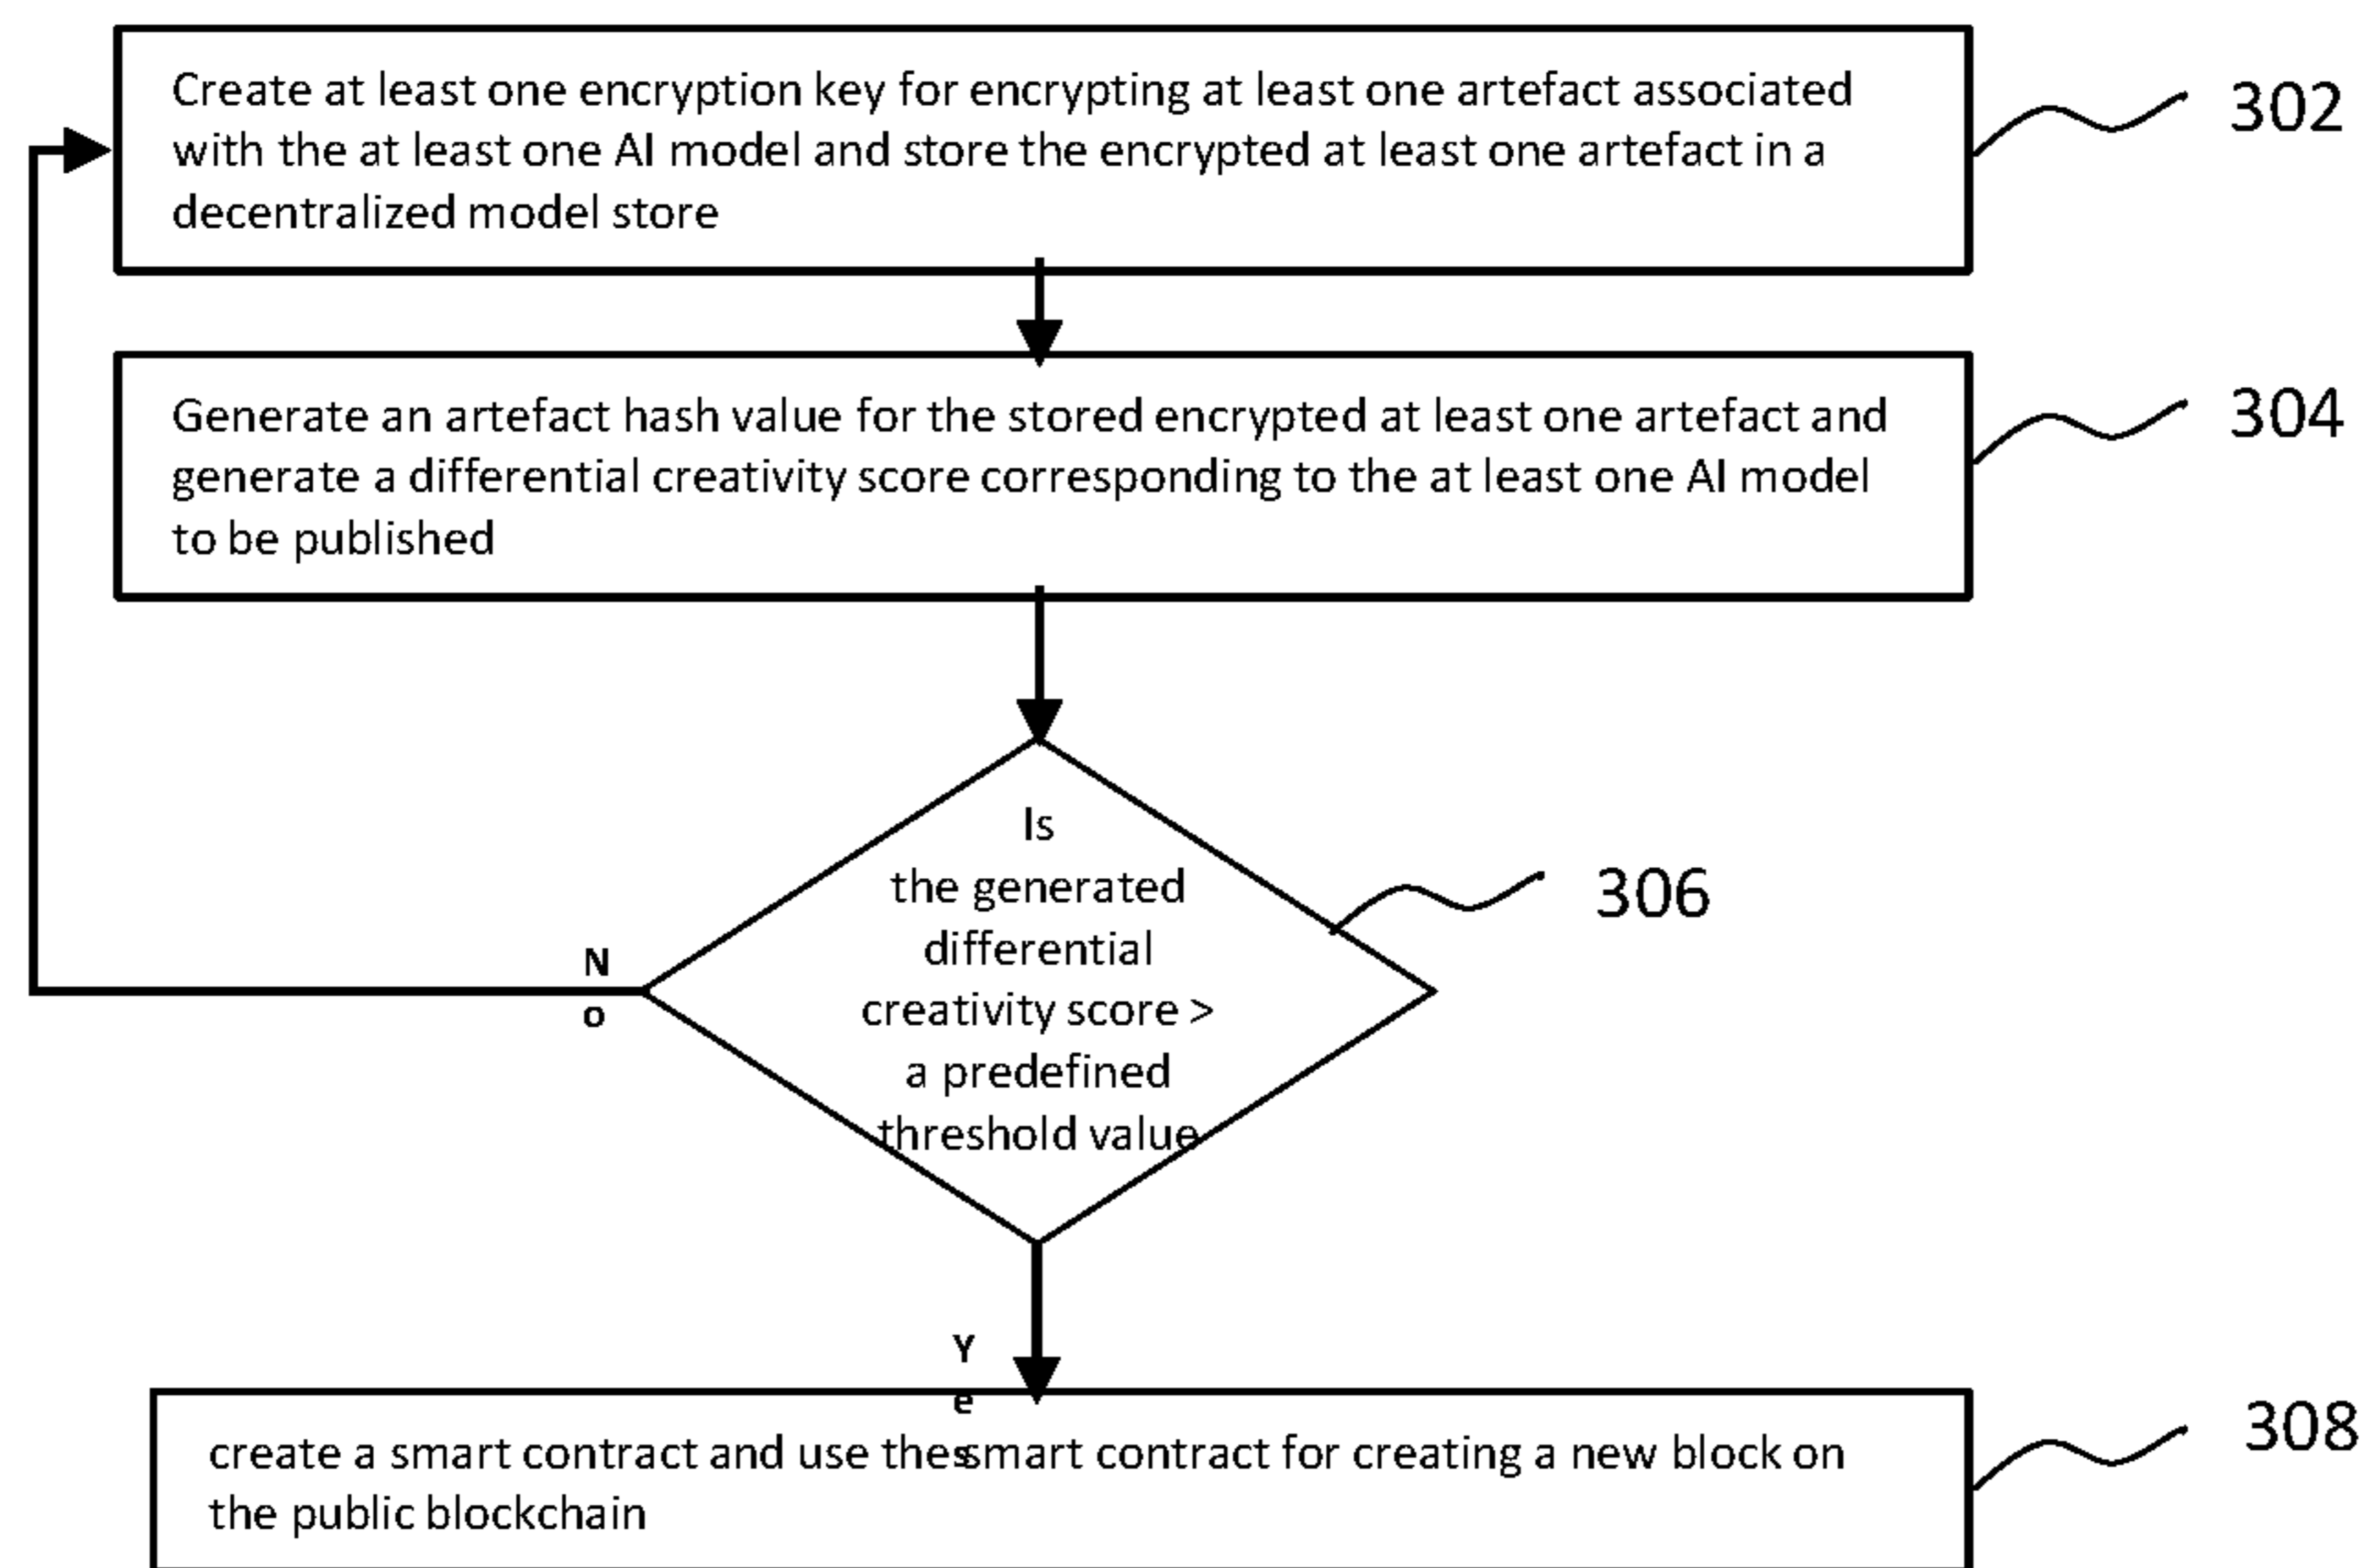 Create at least one encryption key for encrypting at least one artefact associated
with the at least one AI model and store the encrypted at least one artefact in a
decentralized model store
302
Generate an artefact hash value for the stored encrypted at least one artefact and
generate a differential creativity score corresponding to the at least one AI model
to be published
304
Is
the generated
differential
creativity score >
a predefined
threshold value
306
N
o
Y
e
s
create a smart contract and use the smart contract for creating a new block on
the public blockchain
308